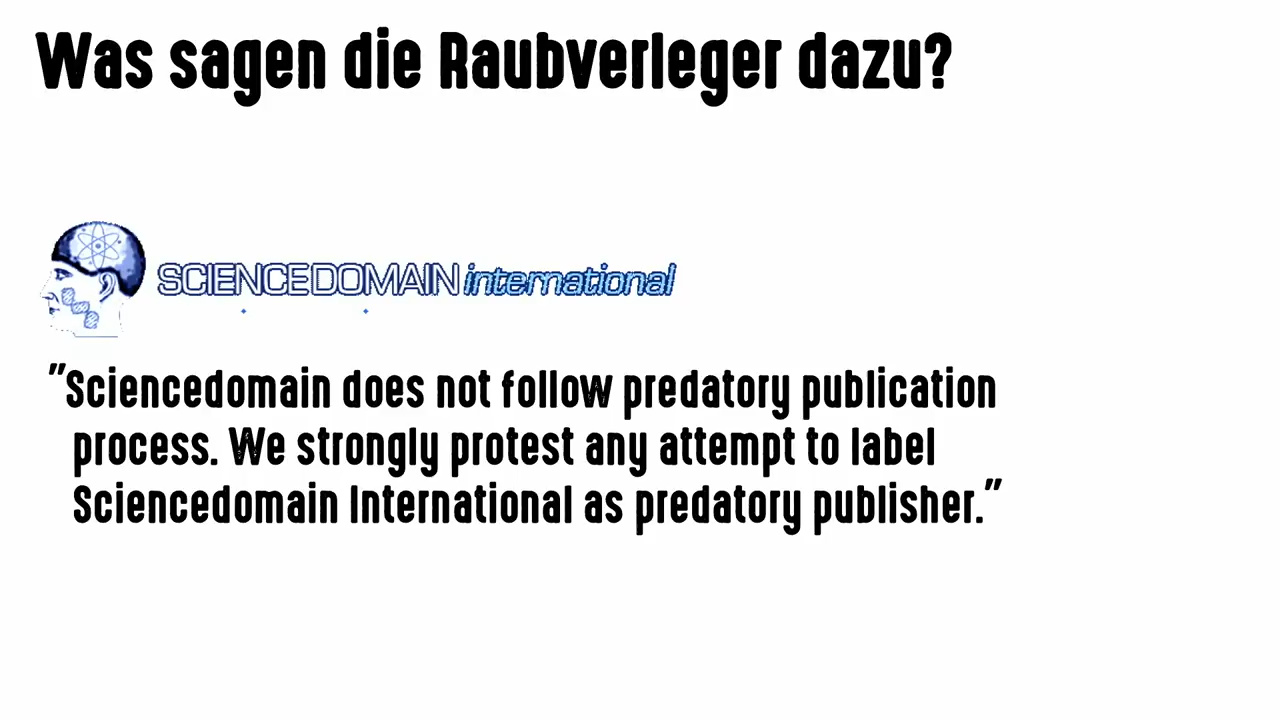 Was sagen die Raubverleger dazu?
SCIENCEDOMAIN international
"Sciencedomain does not follow predatory publication
process. We strongly protest any attempt to label
Sciencedomain International as predatory publisher."